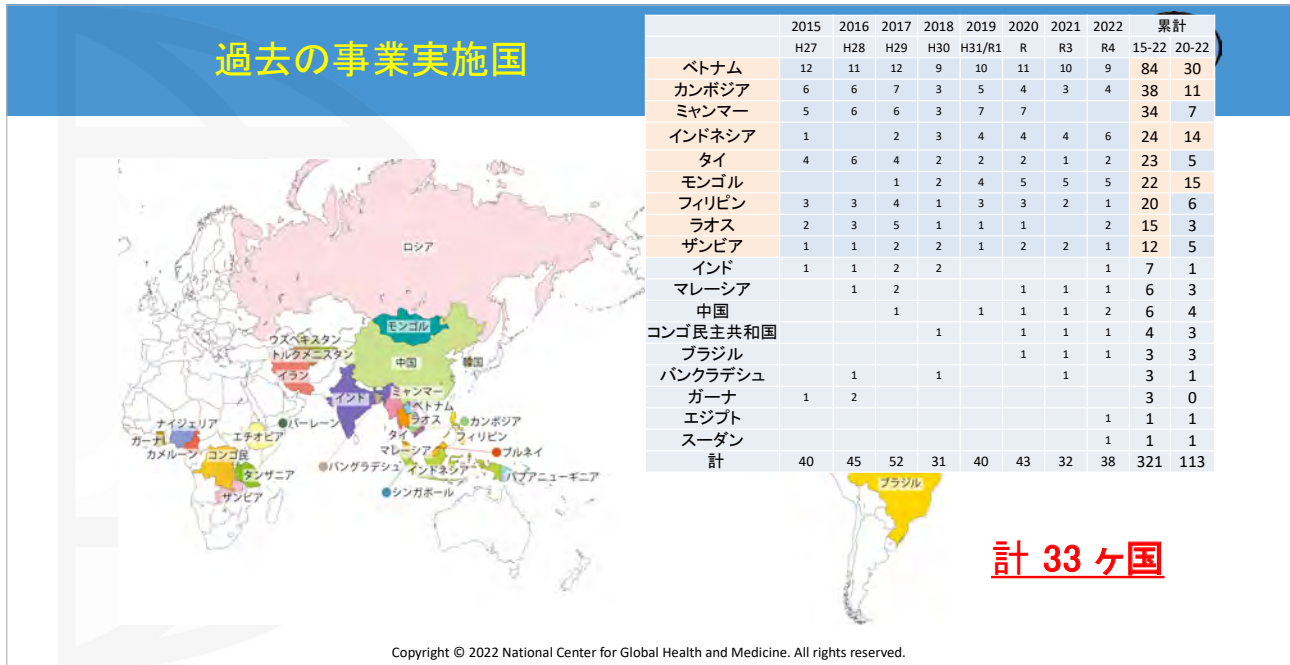 過去の事業実施国
2015 2016 2017 2018 2019 2020 2021 2022 累計
H27 H28 H29 H30 H31/R1 R R3 R4 15-22 20-22
ベトナム 12 11 12 9 10 11 10 9 84 30
カンボジア 6 6 7 3 5 4 3 4 38 11
ミャンマー 5 6 6 3 7 7 34 7
インドネシア 1 2 3 4 4 4 6 24 14
タイ 4 6 4 2 2 2 1 2 23 5
モンゴル 1 2 4 5 5 5 22 15
フィリピン 3 3 4 1 3 3 2 1 20 6
ラオス 2 3 5 1 1 1 2 15 3
ザンビア 1 1 2 2 1 2 2 1 12 5
インド 1 1 2 2 1 7 1
マレーシア 1 2 1 1 1 6 3
中国 1 1 1 1 2 6 4
コンゴ民主共和国 1 1 1 1 4 3
ブラジル 1 1 1 3 3
バンクラデシュ 1 1 1 3 1
ガーナ 1 2 3 0
エジプト 1 1 1
スーダン 1 1 1
計 40 45 52 31 40 43 32 38 321 113
ロシア
モンゴル
ウズベキスタン
トルクメニスタン
中国
韓国
イラン
インド
ミャンマー
ベトナム
ナイジェリア
バーレーン
ラオス
カンボジア
ガーナ
エチオピア
タイ
フィリピン
カメルーン
コンゴ民
マレーシア
ブルネイ
バングラデシュ
インドネシア
タンザニア
パプアニューギニア
ザンビア
シンガポール
ブラジル
計 33 ヶ国
Copyright © 2022 National Center for Global Health and Medicine. All rights reserved.